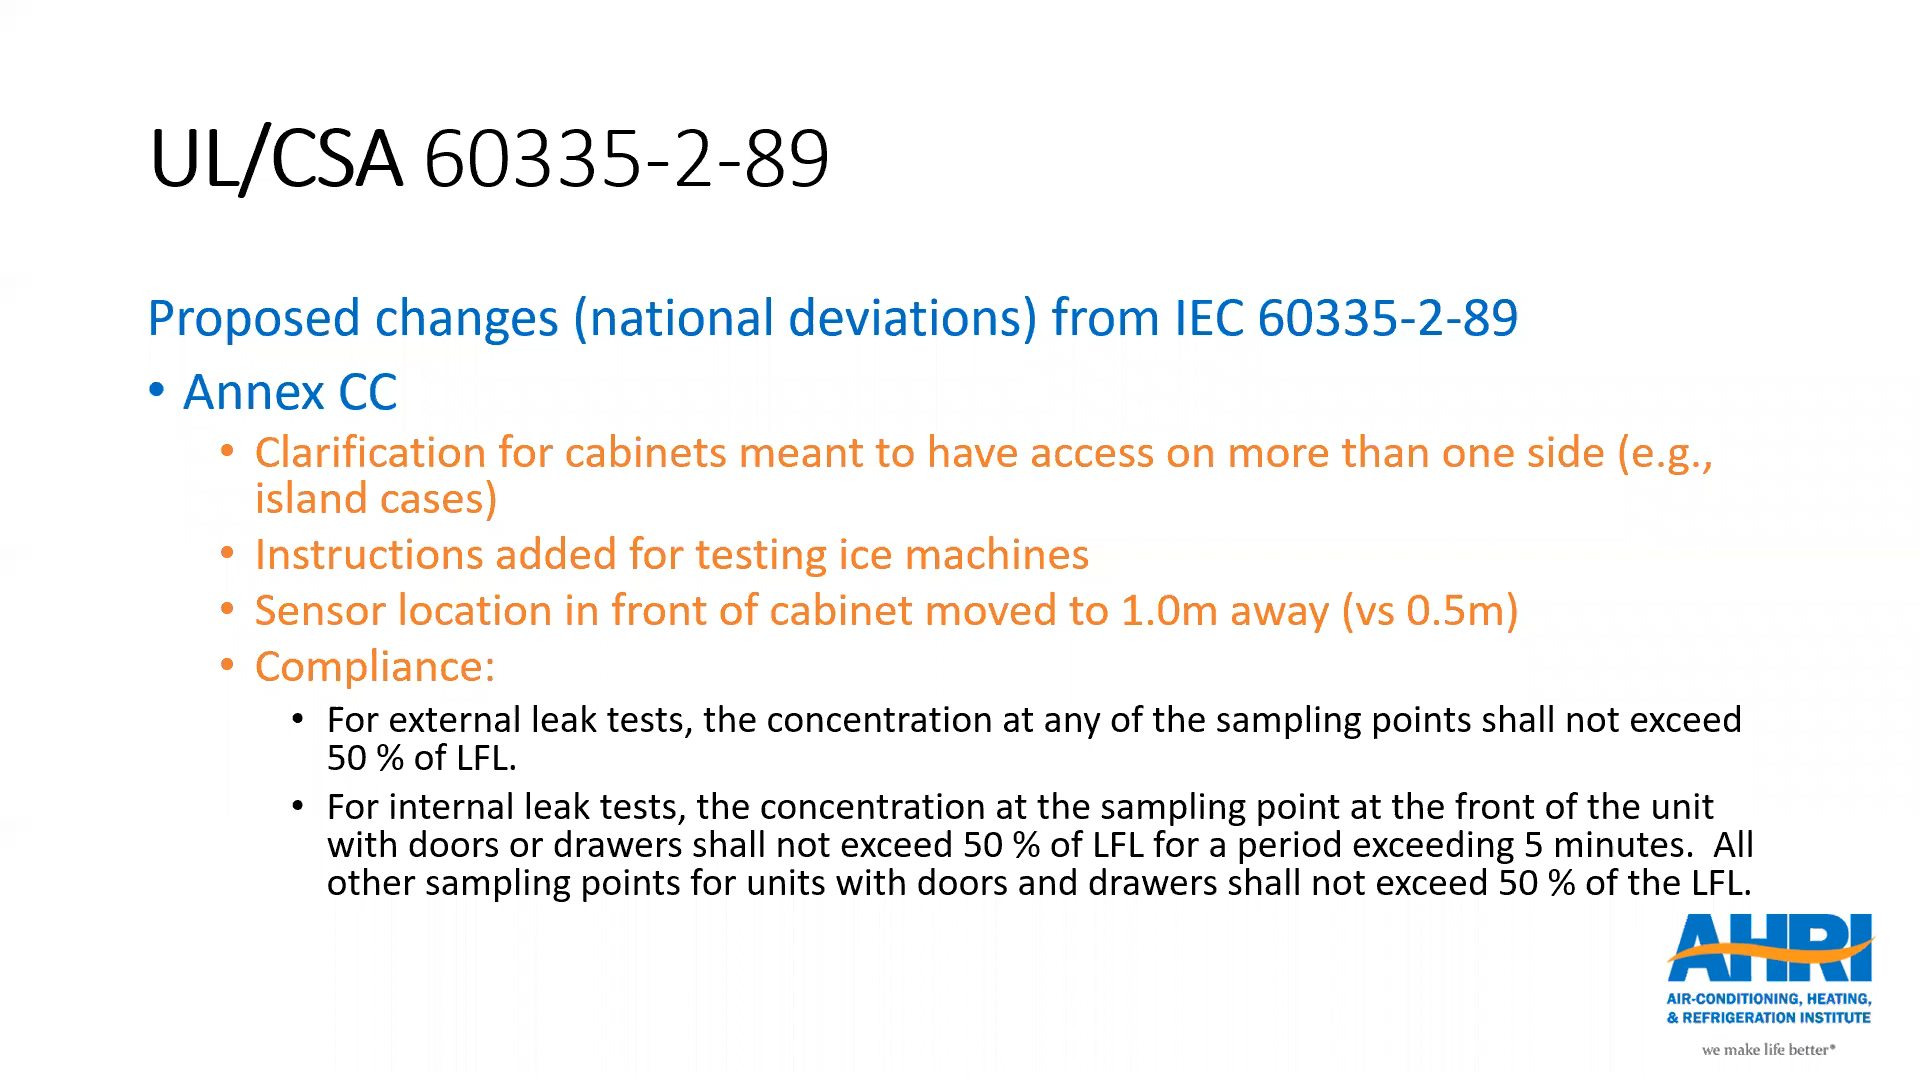 UL/CSA 60335-2-89
Proposed changes (national deviations) from IEC 60335-2-89
• Annex CC
• Clarification for cabinets meant to have access on more than one side (e.g.,
island cases)
• Instructions added for testing ice machines
• Sensor location in front of cabinet moved to 1.0m away (vs 0.5m)
• Compliance:
• For external leak tests, the concentration at any of the sampling points shall not exceed
50 % of LFL.
• For internal leak tests, the concentration at the sampling point at the front of the unit
with doors or drawers shall not exceed 50 % of LFL for a period exceeding 5 minutes.  All
other sampling points for units with doors and drawers shall not exceed 50 % of the LFL.
AHRI
AIR-CONDITIONING, HEATING,
& REFRIGERATION INSTITUTE
we make life better®